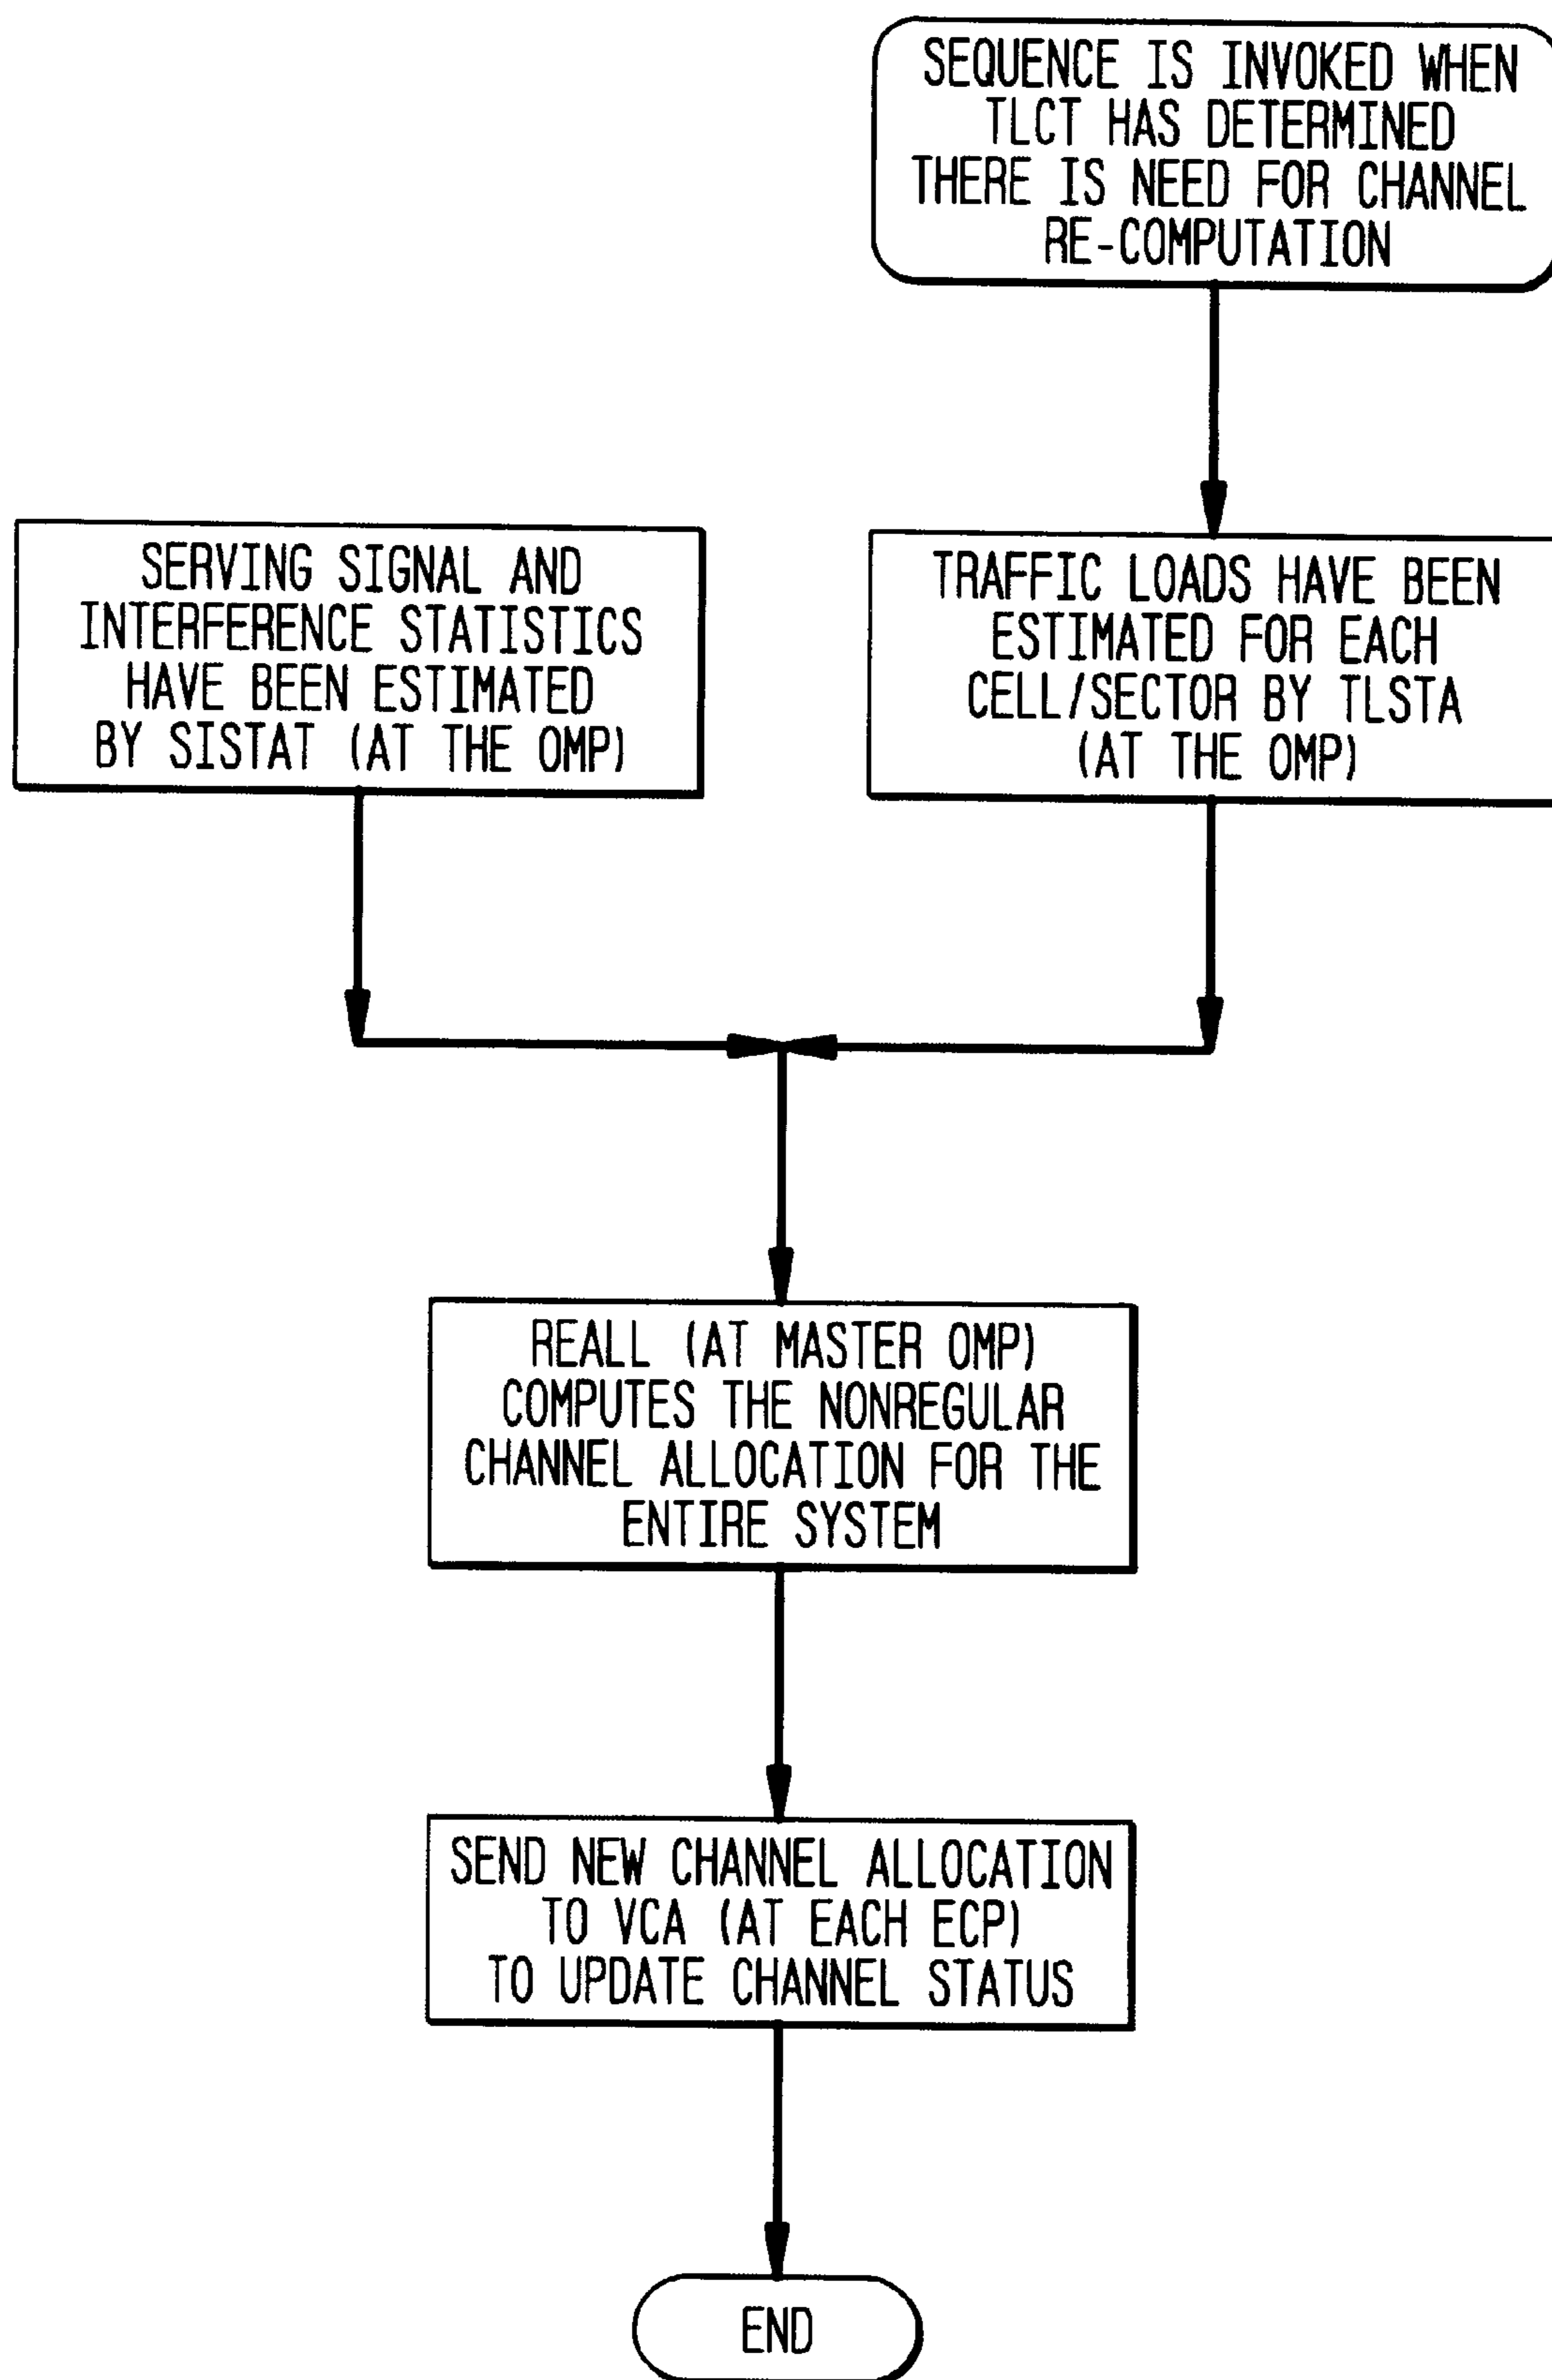 SEQUENCE IS INVOKED WHEN
TLCT HAS DETERMINED
THERE IS NEED FOR CHANNEL
RE-COMPUTATION
SERVING SIGNAL AND
INTERFERENCE STATISTICS
HAVE BEEN ESTIMATED
BY SISTAT (AT THE OMP)
TRAFFIC LOADS HAVE BEEN
ESTIMATED FOR EACH
CELL/SECTOR BY TLSTA
(AT THE OMP)
REALL (AT MASTER OMP)
COMPUTES THE NONREGULAR
CHANNEL ALLOCATION FOR THE
ENTIRE SYSTEM
SEND NEW CHANNEL ALLOCATION
TO VCA (AT EACH ECP)
TO UPDATE CHANNEL STATUS
END